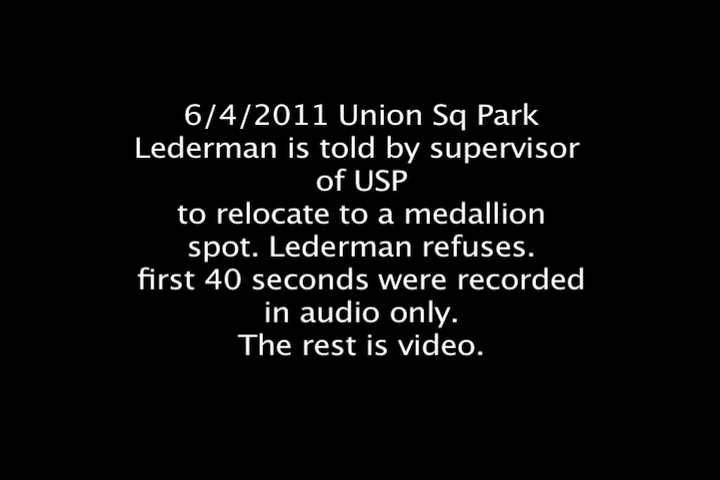 6/4/2011 Union Sq Park
Lederman is told by supervisor
of USP
to relocate to a medallion
spot. Lederman refuses.
first 40 seconds were recorded
in audio only.
The rest is video.